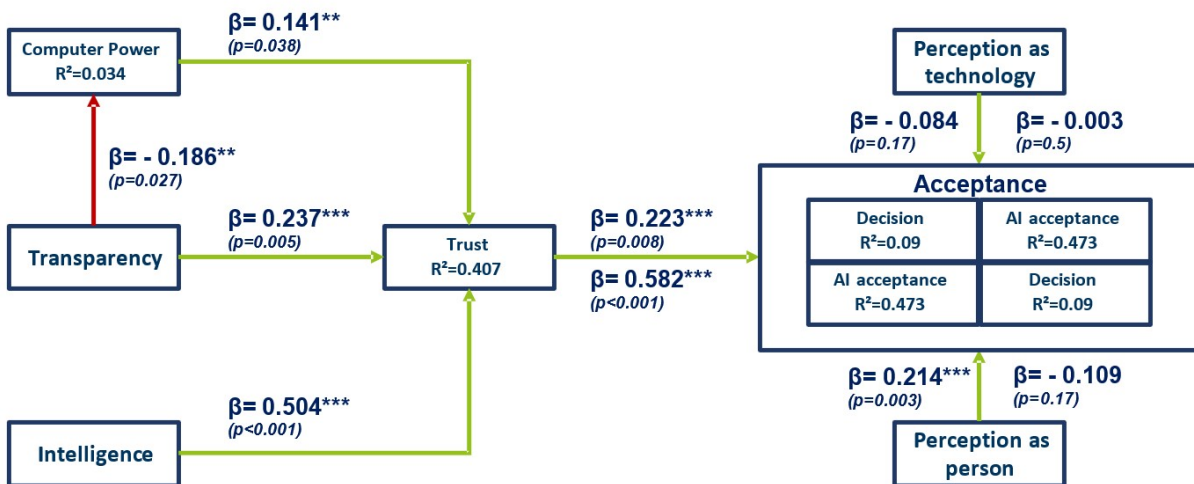 Computer Power
R²=0.034
β= 0.141**
(p=0.038)
Perception as
technology
β= - 0.186**
(p=0.027)
β= - 0.084
(p=0.17)
β= - 0.003
(p=0.5)
Transparency
β= 0.237***
(p=0.005)
Trust
R²=0.407
β= 0.223***
(p=0.008)
β= 0.582***
(p<0.001)
Acceptance
Decision
R²=0.09
AI acceptance
R²=0.473
AI acceptance
R²=0.473
Decision
R²=0.09
Intelligence
β= 0.504***
(p<0.001)
β= 0.214***
(p=0.003)
β= - 0.109
(p=0.17)
Perception as
person